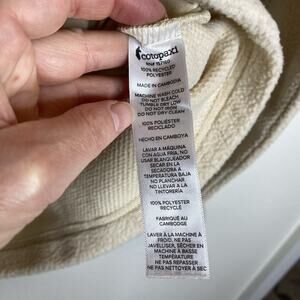 cotopaxi
100% RECYCLED
POLYESTER
MADE IN CAMBODIA
MACHINE WASH COLD
DO NOT BLEACH
TUMBLE DRY LOW
DO NOT IRON
DO NOT DRY CLEAN
100% POLIESTER
RECICLADO
HECHO EN CAMBOYA
LAVAR A MÁQUINA
CON AGUA FRÍA, NO
USAR BLANQUEADOR
SECAR EN LA
SECADORA A
TEMPERATURA BAJA
NO PLANCHAR
NO LLEVAR A LA
TINTORERÍA
100% POLYESTER
RECYCLÉ
FABRIQUÉ AU
CAMBODGE
LAVER À LA MACHINE À
FROID, NE PAS
JAVELLISER, SÉCHER EN
MACHINE À BASSE
TEMPÉRATURE
NE PAS REPASSER
NE PAS NETTOYER À SEC